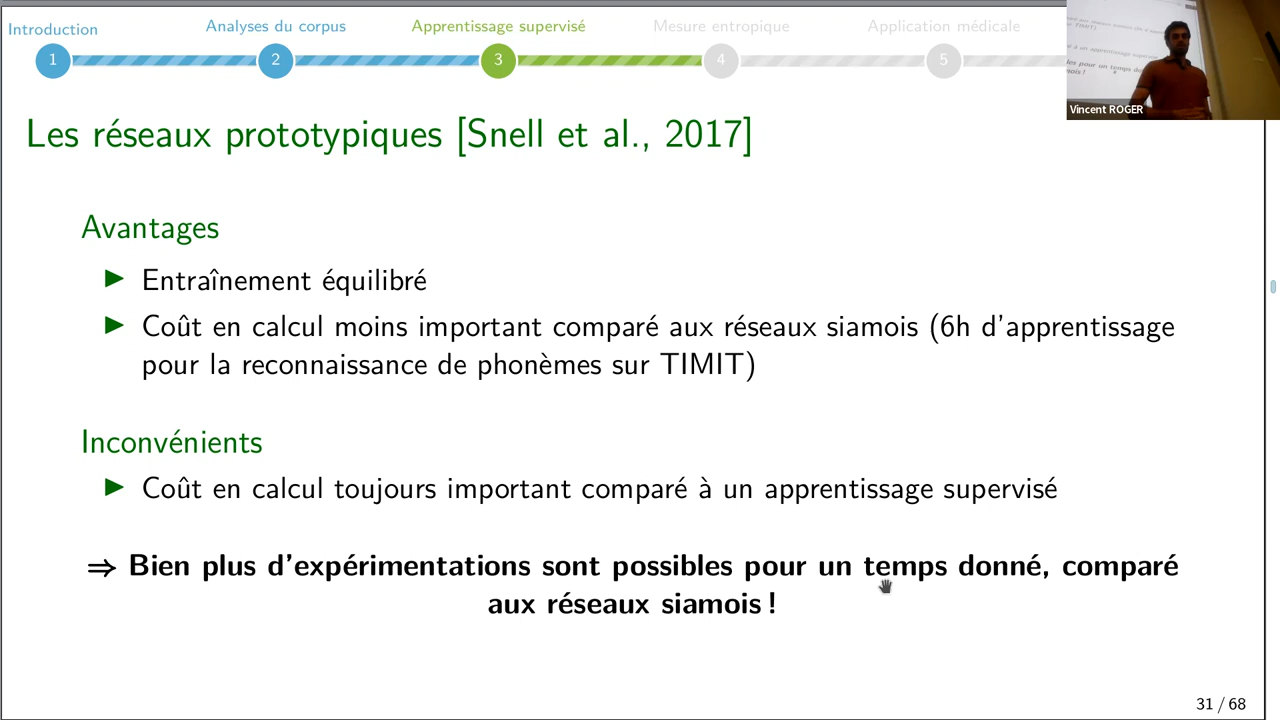 Introduction
Analyses du corpus
Apprentissage supervisé
Mesure entropique
Application médicale
1
2
3
4
5
Vincent ROGER
Les réseaux prototypiques [Snell et al., 2017]
Avantages
Entraînement équilibré
Coût en calcul moins important comparé aux réseaux siamois (6h d'apprentissage
pour la reconnaissance de phonèmes sur TIMIT)
Inconvénients
Coût en calcul toujours important comparé à un apprentissage supervisé
⇒ Bien plus d'expérimentations sont possibles pour un temps donné, comparé
aux réseaux siamois !
31 / 68